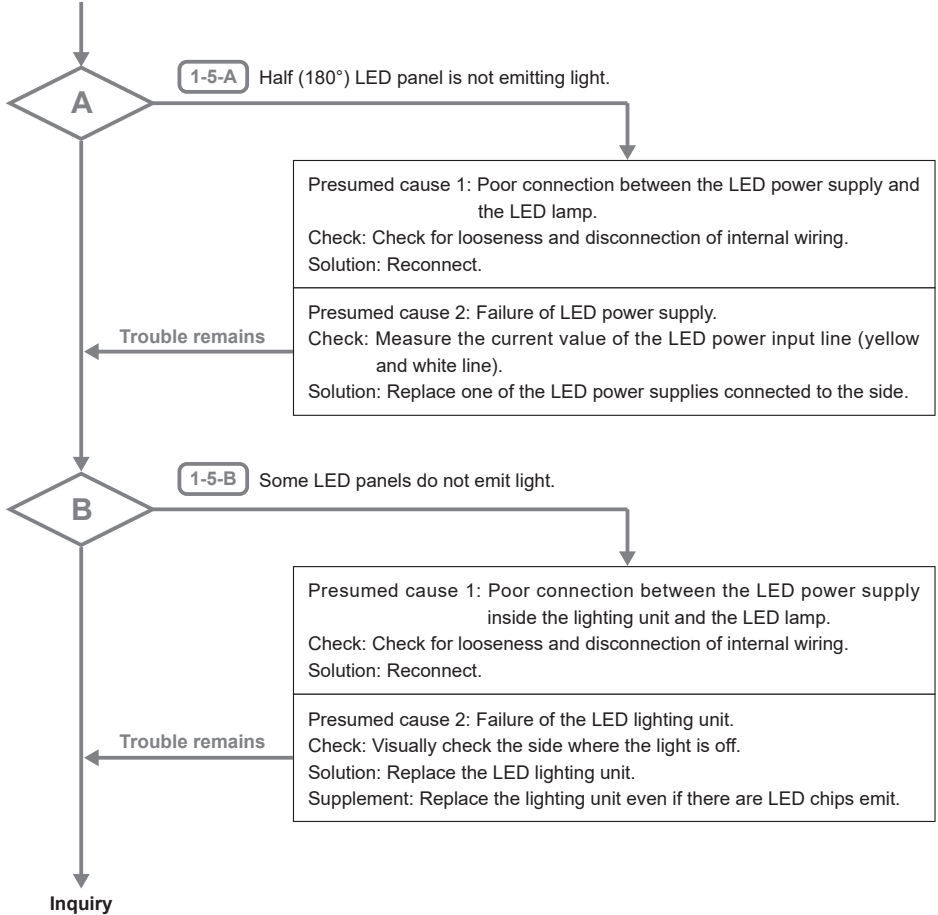 1-5-A Half (180°) LED panel is not emitting light.
A
Presumed cause 1: Poor connection between the LED power supply and
the LED lamp.
Check: Check for looseness and disconnection of internal wiring.
Solution: Reconnect.
Presumed cause 2: Failure of LED power supply.
Check: Measure the current value of the LED power input line (yellow
and white line).
Solution: Replace one of the LED power supplies connected to the side.
Trouble remains
1-5-B Some LED panels do not emit light.
B
Presumed cause 1: Poor connection between the LED power supply
inside the lighting unit and the LED lamp.
Check: Check for looseness and disconnection of internal wiring.
Solution: Reconnect.
Presumed cause 2: Failure of the LED lighting unit.
Check: Visually check the side where the light is off.
Solution: Replace the LED lighting unit.
Supplement: Replace the lighting unit even if there are LED chips emit.
Trouble remains
Inquiry